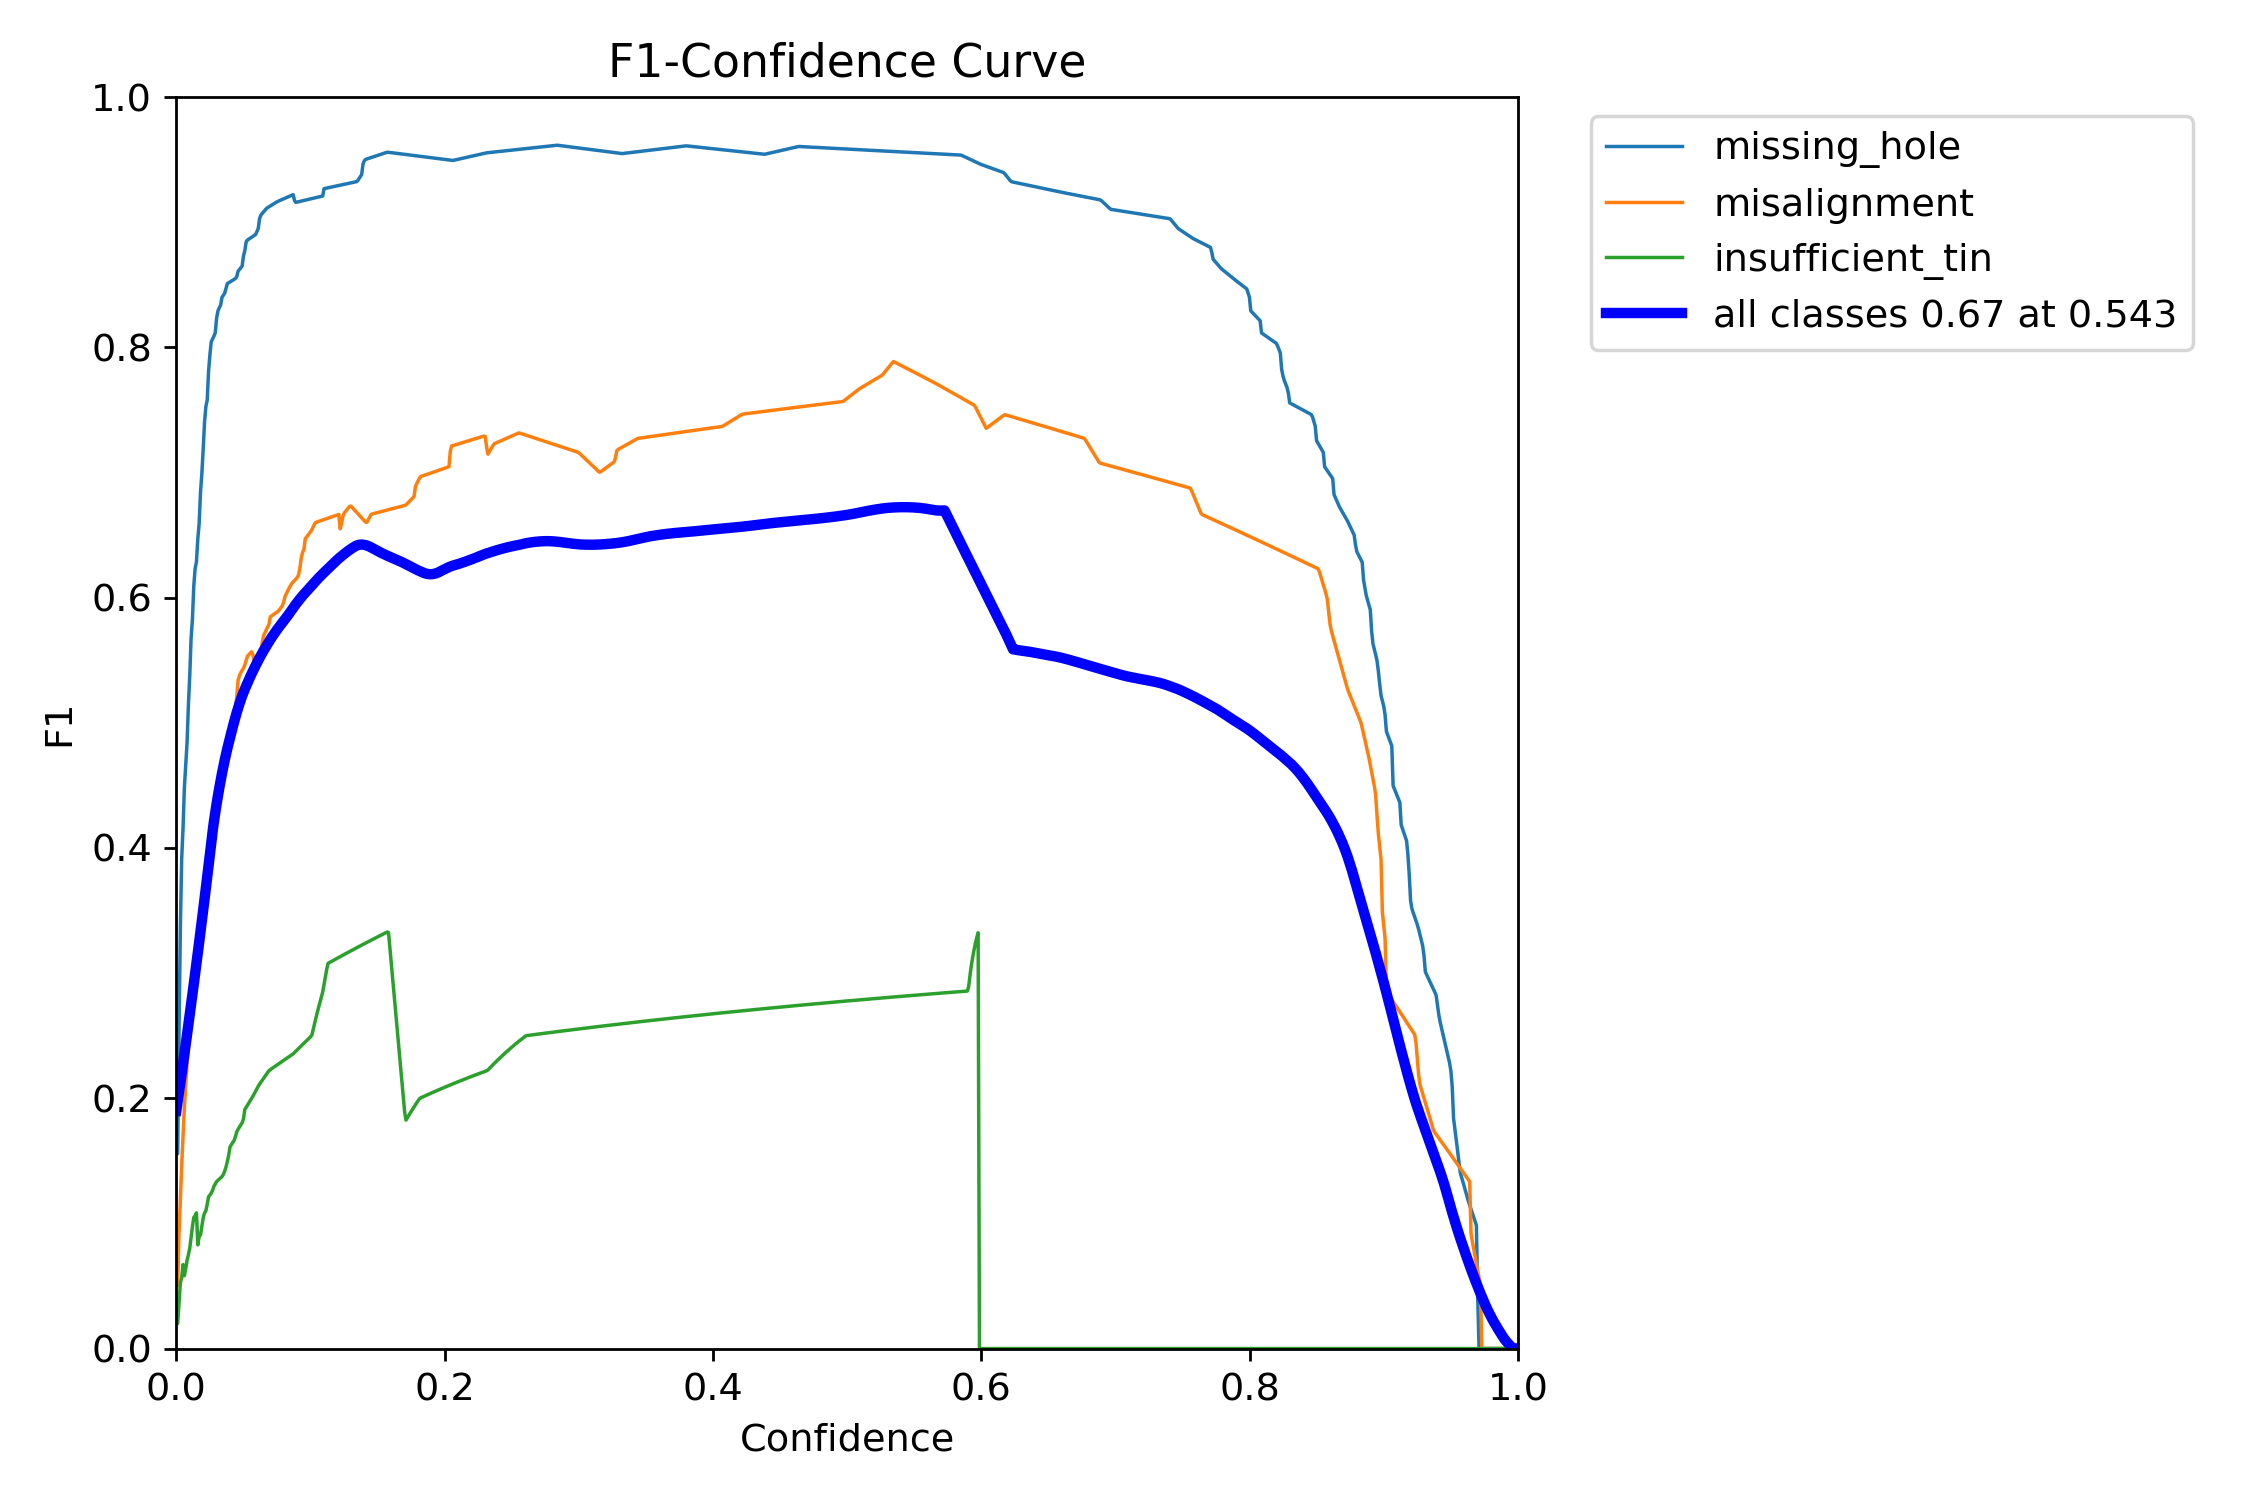 F1-Confidence Curve
missing_hole
misalignment
insufficient_tin
all classes 0.67 at 0.543
1.0
0.8
0.6
0.4
0.2
0.0
F1
0.0 0.2 0.4 0.6 0.8 1.0
Confidence